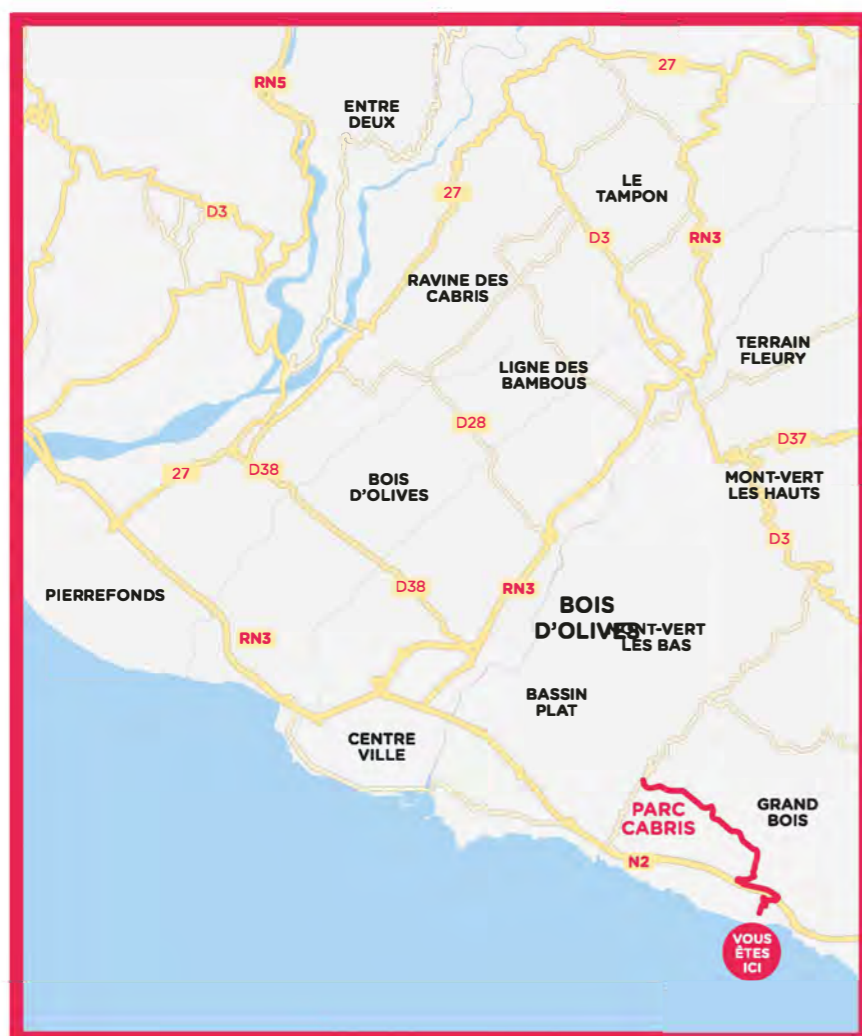 RN5
27
ENTRE
DEUX
LE
TAMPON
27
D3
D3
RN3
RAVINE DES
CABRIS
TERRAIN
FLEURY
LIGNE DES
BAMBOUS
D28
D37
27
D38
BOIS
D'OLIVES
MONT-VERT
LES HAUTS
D3
D38
RN3
PIERREFONDS
BOIS
D'OLIVES
MONT-VERT
LES BAS
RN3
BASSIN
PLAT
CENTRE
VILLE
PARC
CABRIS
GRAND
BOIS
N2
VOUS
ÊTES
ICI